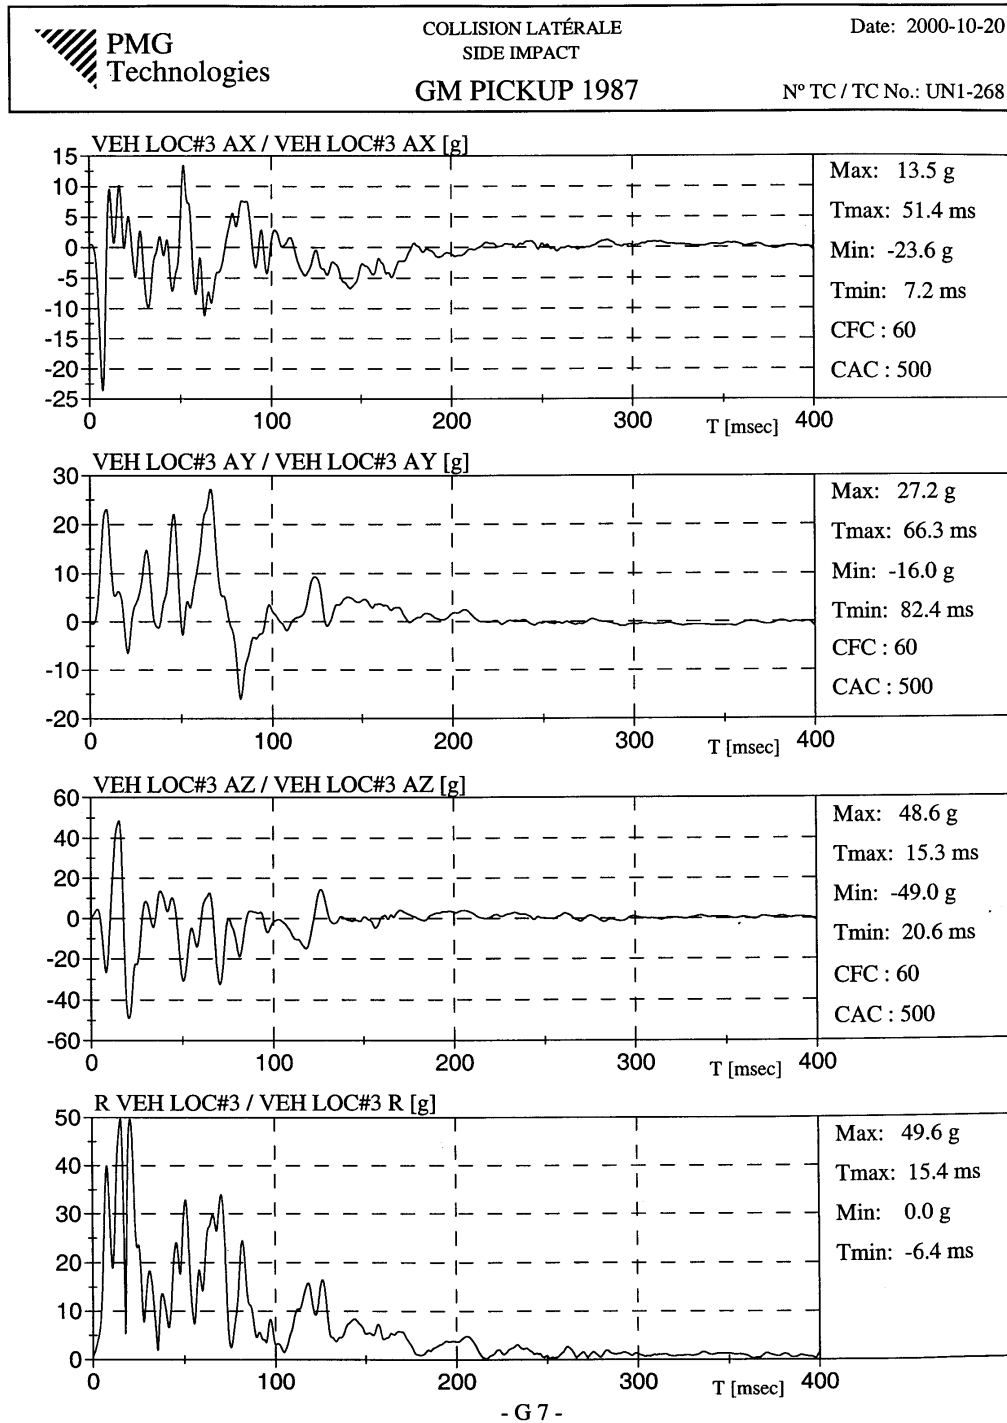 PMG
Technologies
COLLISION LATÉRALE
SIDE IMPACT
GM PICKUP 1987
Date: 2000-10-20
Nº TC / TC No.: UN1-268
VEH LOC#3 AX / VEH LOC#3 AX [g]
15
10
5
0
-5
-10
-15
-20
-25
0
100
200
300
T [msec]
400
Max: 13.5 g
Tmax: 51.4 ms
Min: -23.6 g
Tmin: 7.2 ms
CFC : 60
CAC : 500
VEH LOC#3 AY / VEH LOC#3 AY [g]
30
20
10
0
-10
-20
0
100
200
300
T [msec]
400
Max: 27.2 g
Tmax: 66.3 ms
Min: -16.0 g
Tmin: 82.4 ms
CFC : 60
CAC : 500
VEH LOC#3 AZ / VEH LOC#3 AZ [g]
60
40
20
0
-20
-40
-60
0
100
200
300
T [msec]
400
Max: 48.6 g
Tmax: 15.3 ms
Min: -49.0 g
Tmin: 20.6 ms
CFC : 60
CAC : 500
R VEH LOC#3 / VEH LOC#3 R [g]
50
40
30
20
10
0
0
100
200
300
T [msec]
400
Max: 49.6 g
Tmax: 15.4 ms
Min: 0.0 g
Tmin: -6.4 ms
- G 7 -